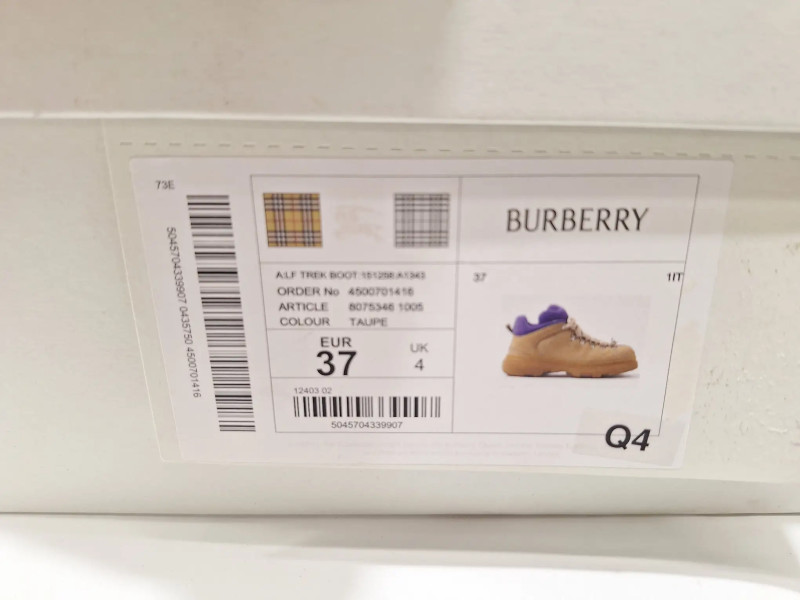 73E
5045704339907 0435750 4500701416
BURBERRY
A:LF TREK BOOT:151256:A1343
ORDER No 4500701416
ARTICLE 8075346 1005
COLOUR TAUPE
EUR
37
UK
4
12403 02
5045704339907
37
1IT
Q4